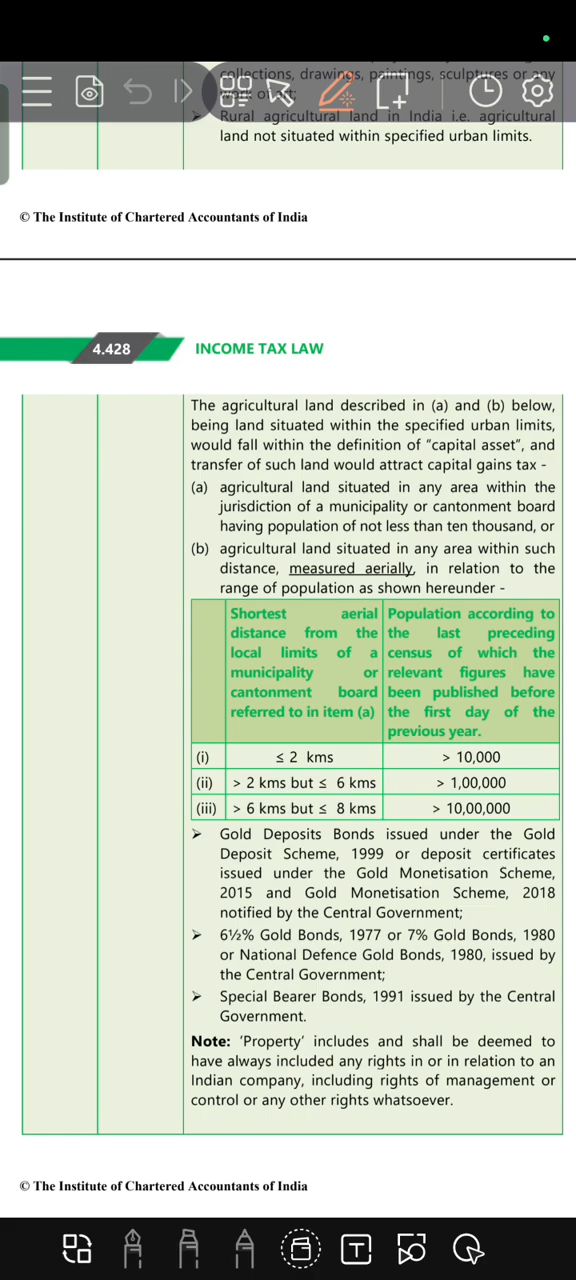 collections, drawings, paintings, sculptures or any
work of art;
➢ Rural agricultural land in India i.e. agricultural
land not situated within specified urban limits.
© The Institute of Chartered Accountants of India
4.428 INCOME TAX LAW
The agricultural land described in (a) and (b) below,
being land situated within the specified urban limits,
would fall within the definition of “capital asset”, and
transfer of such land would attract capital gains tax -
(a) agricultural land situated in any area within the
jurisdiction of a municipality or cantonment board
having population of not less than ten thousand, or
(b) agricultural land situated in any area within such
distance, measured aerially, in relation to the
range of population as shown hereunder -
Shortest aerial
distance from the
local limits of a
municipality or
cantonment board
referred to in item (a)
Population according to
the last preceding
census of which the
relevant figures have
been published before
the first day of the
previous year.
(i) ≤ 2 kms > 10,000
(ii) > 2 kms but ≤ 6 kms > 1,00,000
(iii) > 6 kms but ≤ 8 kms > 10,00,000
➢ Gold Deposits Bonds issued under the Gold
Deposit Scheme, 1999 or deposit certificates
issued under the Gold Monetisation Scheme,
2015 and Gold Monetisation Scheme, 2018
notified by the Central Government;
➢ 6½% Gold Bonds, 1977 or 7% Gold Bonds, 1980
or National Defence Gold Bonds, 1980, issued by
the Central Government;
➢ Special Bearer Bonds, 1991 issued by the Central
Government.
Note: ‘Property’ includes and shall be deemed to
have always included any rights in or in relation to an
Indian company, including rights of management or
control or any other rights whatsoever.
© The Institute of Chartered Accountants of India
T